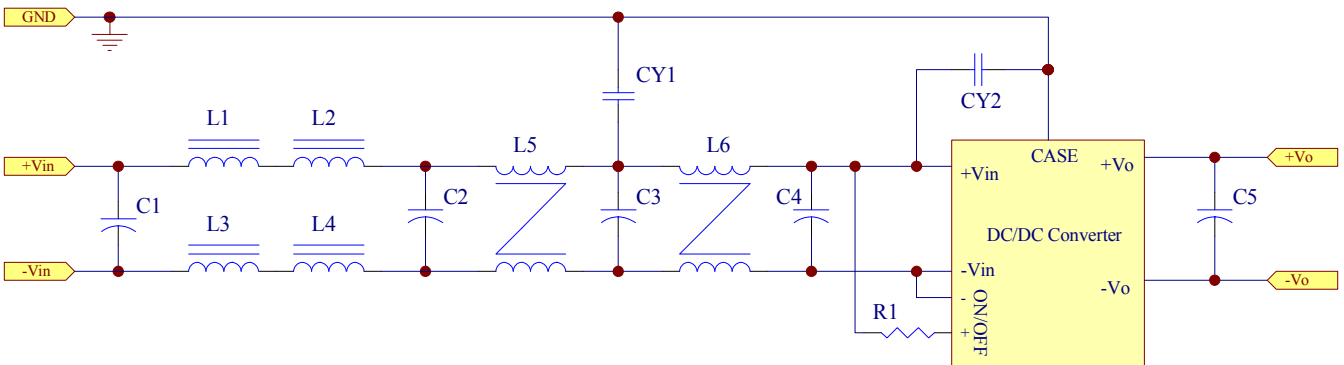 GND
CY1
CY2
L1
L2
L5
L6
+Vin
CASE
+Vo
+Vo
+Vin
C1
C2
C3
C4
C5
L3
L4
DC/DC Converter
-Vin
-Vin
-Vo
-Vo
-
ON/OFF
R1
+